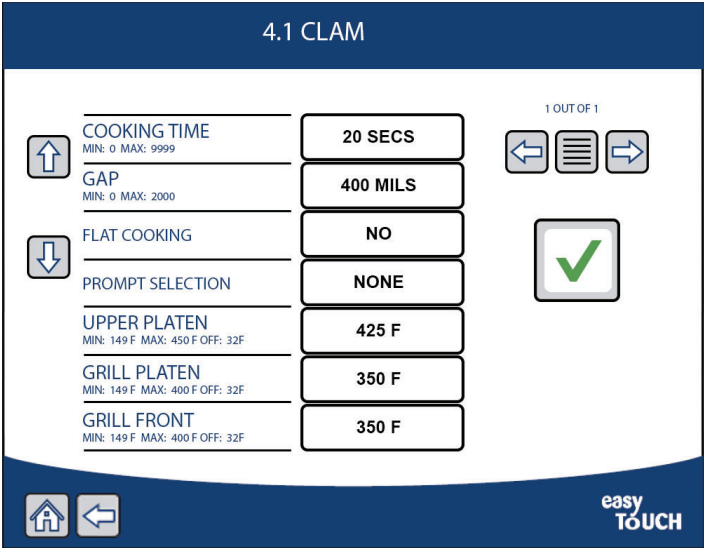 4.1 CLAM
1 OUT OF 1
COOKING TIME
MIN: 0 MAX: 9999
20 SECS
GAP
MIN: 0 MAX: 2000
400 MILS
FLAT COOKING
NO
PROMPT SELECTION
NONE
UPPER PLATEN
MIN: 149 F MAX: 450 F OFF: 32F
425 F
GRILL PLATEN
MIN: 149 F MAX: 400 F OFF: 32F
350 F
GRILL FRONT
MIN: 149 F MAX: 400 F OFF: 32F
350 F
easy
TOUCH